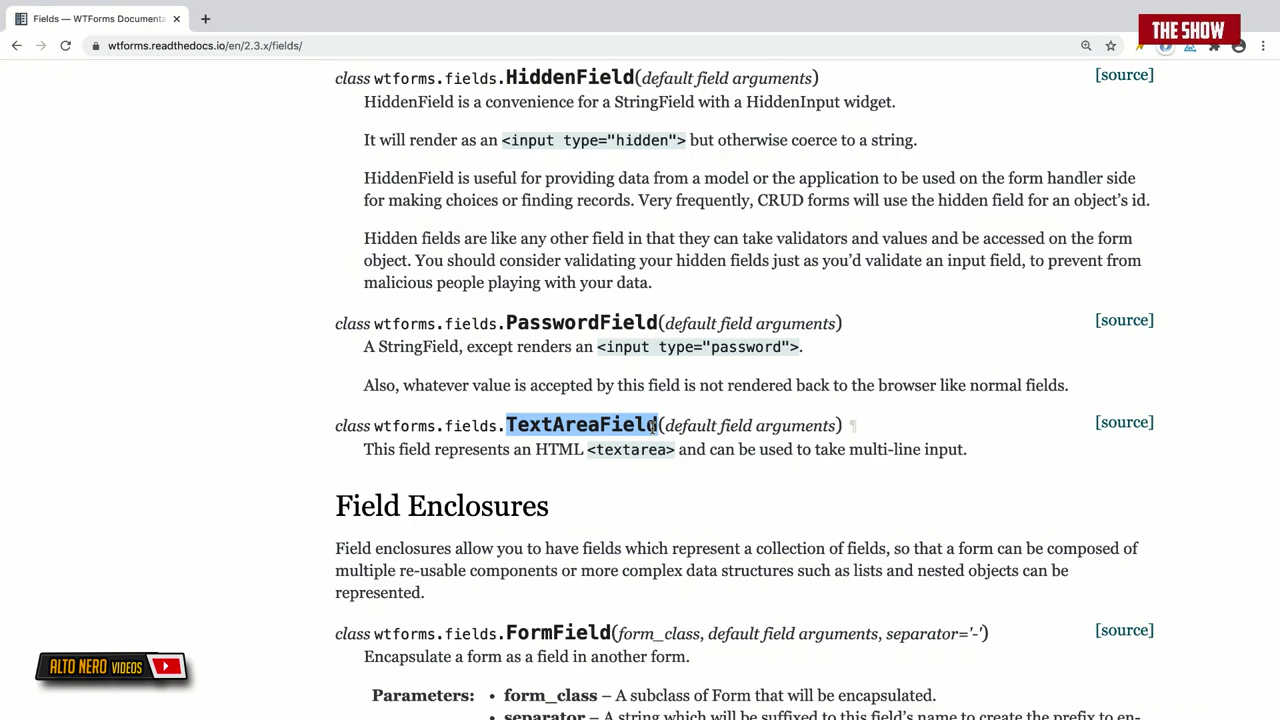 Fields — WTForms Documenta
THE SHOW
wtforms.readthedocs.io/en/2.3.x/fields/
class wtforms.fields.HiddenField(default field arguments) [source]
HiddenField is a convenience for a StringField with a HiddenInput widget.
It will render as an <input type="hidden"> but otherwise coerce to a string.
HiddenField is useful for providing data from a model or the application to be used on the form handler side
for making choices or finding records. Very frequently, CRUD forms will use the hidden field for an object’s id.
Hidden fields are like any other field in that they can take validators and values and be accessed on the form
object. You should consider validating your hidden fields just as you’d validate an input field, to prevent from
malicious people playing with your data.
class wtforms.fields.PasswordField(default field arguments) [source]
A StringField, except renders an <input type="password">.
Also, whatever value is accepted by this field is not rendered back to the browser like normal fields.
class wtforms.fields.TextAreaField(default field arguments) ¶ [source]
This field represents an HTML <textarea> and can be used to take multi-line input.
Field Enclosures
Field enclosures allow you to have fields which represent a collection of fields, so that a form can be composed of
multiple re-usable components or more complex data structures such as lists and nested objects can be
represented.
class wtforms.fields.FormField(form_class, default field arguments, separator='-') [source]
Encapsulate a form as a field in another form.
ALTO NERO VIDEOS
Parameters: • form_class – A subclass of Form that will be encapsulated.
• separator – A string which will be suffixed to this field’s name to create the prefix to en-